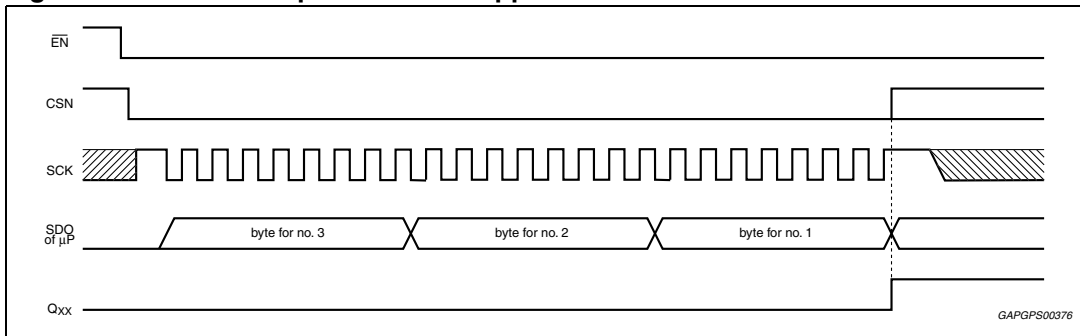 EN
CSN
SCK
SDO
of µP
byte for no. 3
byte for no. 2
byte for no. 1
QXX
GAPGPS00376